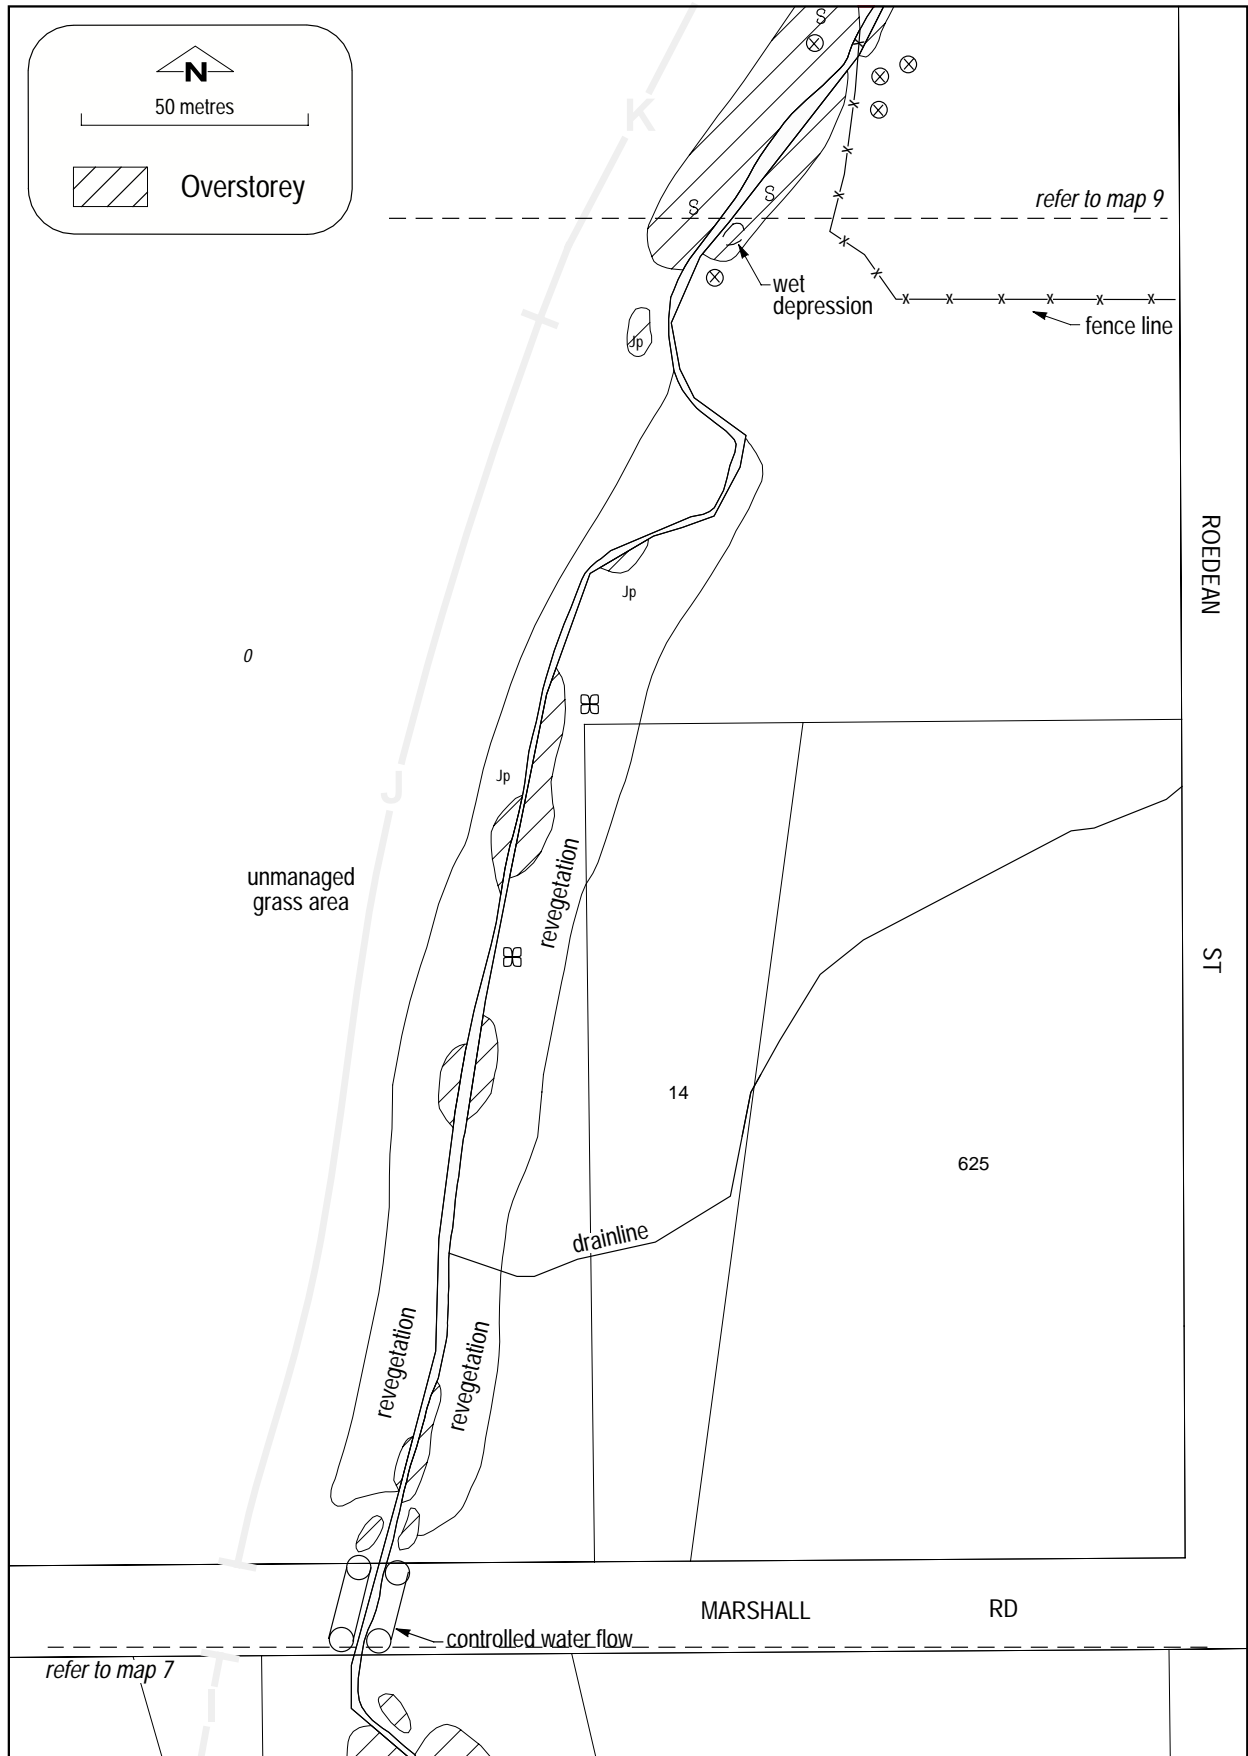 N
50 metres
Overstorey
S
K
S
S
refer to map 9
wet
depression
fence line
Jp
Jp
ROEDEAN
0
Jp
J
revegetation
unmanaged
grass area
ST
14
625
drainline
revegetation
revegetation
MARSHALL RD
controlled water flow
refer to map 7
I